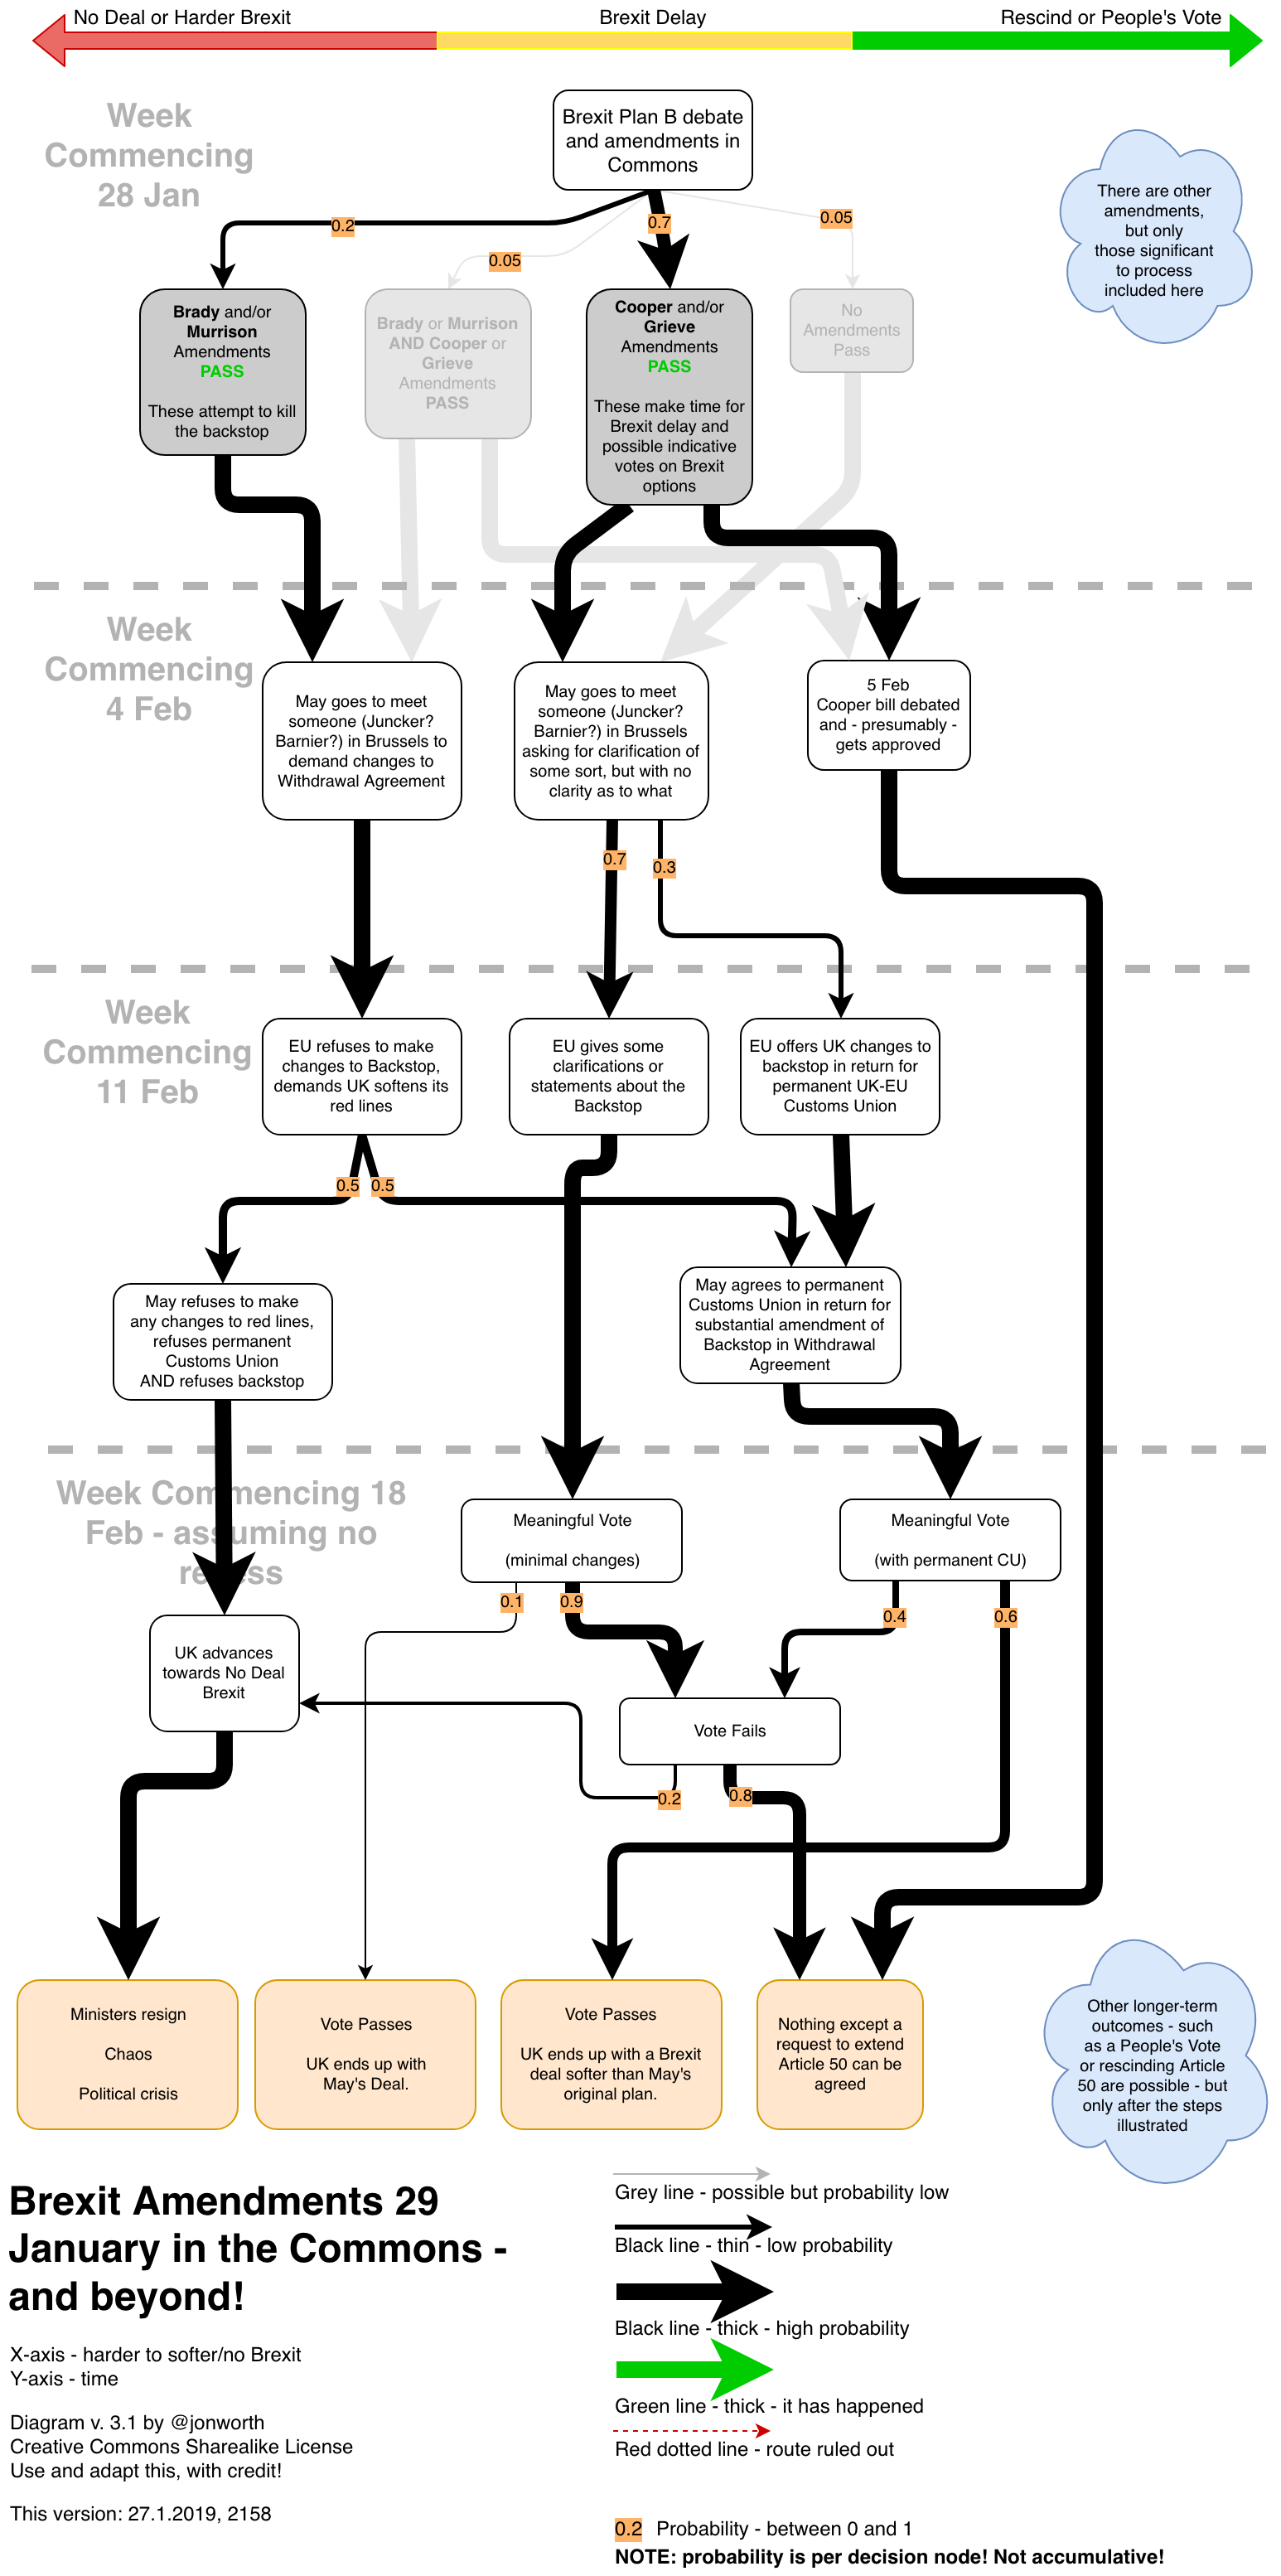 No Deal or Harder Brexit
Brexit Delay
Rescind or People's Vote
Week
Commencing
28 Jan
Brexit Plan B debate
and amendments in
Commons
There are other
amendments,
but only
those significant
to process
included here
0.2
0.05
0.7
0.05
Brady and/or
Murrison
Amendments
PASS
These attempt to kill
the backstop
Brady or Murrison
AND Cooper or
Grieve
Amendments
PASS
Cooper and/or
Grieve
Amendments
PASS
These make time for
Brexit delay and
possible indicative
votes on Brexit
options
No
Amendments
Pass
Week
Commencing
4 Feb
May goes to meet
someone (Juncker?
Barnier?) in Brussels to
demand changes to
Withdrawal Agreement
May goes to meet
someone (Juncker?
Barnier?) in Brussels
asking for clarification of
some sort, but with no
clarity as to what
5 Feb
Cooper bill debated
and - presumably -
gets approved
0.7
0.3
Week
Commencing
11 Feb
EU refuses to make
changes to Backstop,
demands UK softens its
red lines
EU gives some
clarifications or
statements about the
Backstop
EU offers UK changes to
backstop in return for
permanent UK-EU
Customs Union
0.5
0.5
May refuses to make
any changes to red lines,
refuses permanent
Customs Union
AND refuses backstop
May agrees to permanent
Customs Union in return for
substantial amendment of
Backstop in Withdrawal
Agreement
Week Commencing 18
Feb - assuming no
recess
Meaningful Vote
(minimal changes)
Meaningful Vote
(with permanent CU)
0.1
0.9
0.4
0.6
UK advances
towards No Deal
Brexit
Vote Fails
0.2
0.8
Ministers resign
Chaos
Political crisis
Vote Passes
UK ends up with
May's Deal.
Vote Passes
UK ends up with a Brexit
deal softer than May's
original plan.
Nothing except a
request to extend
Article 50 can be
agreed
Other longer-term
outcomes - such
as a People's Vote
or rescinding Article
50 are possible - but
only after the steps
illustrated
Brexit Amendments 29
January in the Commons -
and beyond!
X-axis - harder to softer/no Brexit
Y-axis - time
Diagram v. 3.1 by @jonworth
Creative Commons Sharealike License
Use and adapt this, with credit!
This version: 27.1.2019, 2158
Grey line - possible but probability low
Black line - thin - low probability
Black line - thick - high probability
Green line - thick - it has happened
Red dotted line - route ruled out
0.2 Probability - between 0 and 1
NOTE: probability is per decision node! Not accumulative!